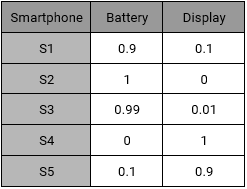 Smartphone Battery Display
S1 0.9 0.1
S2 1 0
S3 0.99 0.01
S4 0 1
S5 0.1 0.9